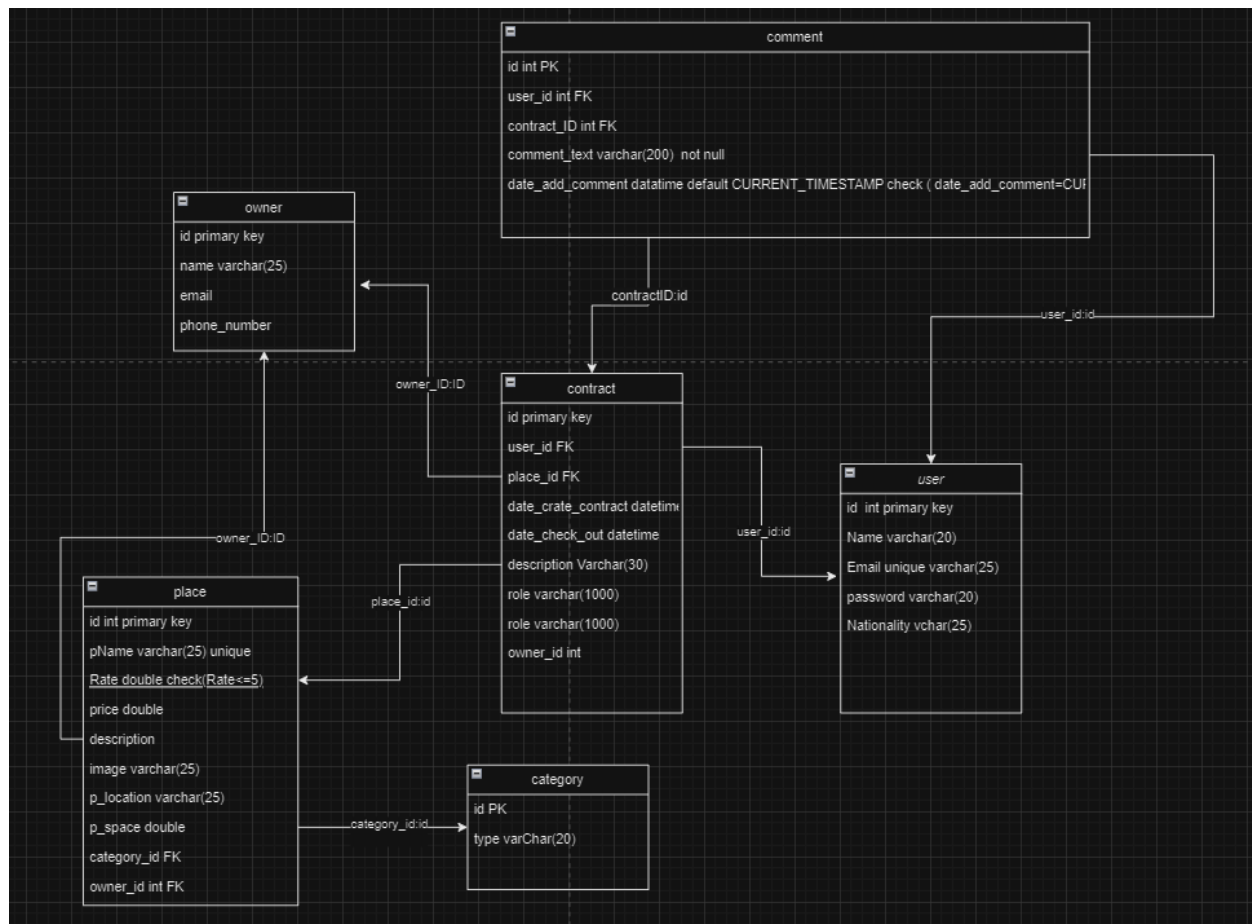 comment
id int PK
user_id int FK
contract_ID int FK
comment_text varchar(200) not null
date_add_comment datatime default CURRENT_TIMESTAMP check ( date_add_comment=CUR
owner
id primary key
name varchar(25)
email
phone_number
contractID:id
user_id:id
owner_ID:ID
contract
id primary key
user_id FK
place_id FK
date_crate_contract datetime
date_check_out datetime
description Varchar(30)
role varchar(1000)
role varchar(1000)
owner_id int
user
id int primary key
Name varchar(20)
Email unique varchar(25)
password varchar(20)
Nationality vchar(25)
user_id:id
owner_ID:ID
place_id:id
place
id int primary key
pName varchar(25) unique
Rate double check(Rate<=5)
price double
description
image varchar(25)
p_location varchar(25)
p_space double
category_id FK
owner_id int FK
category_id:id
category
id PK
type varChar(20)